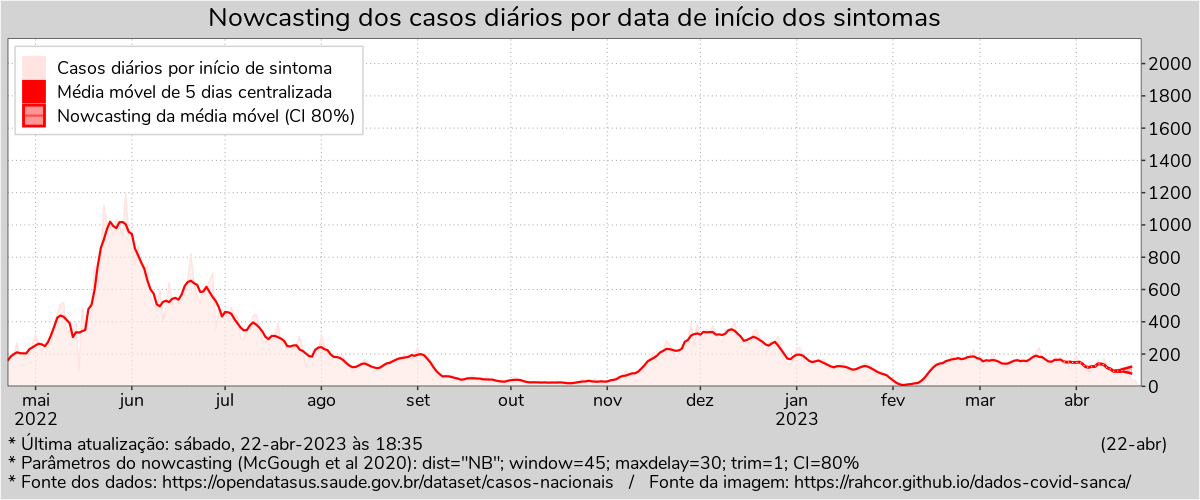 Nowcasting dos casos diários por data de início dos sintomas
Casos diários por início de sintoma
Média móvel de 5 dias centralizada
Nowcasting da média móvel (CI 80%)
2000
1800
1600
1400
1200
1000
800
600
400
200
0
mai jun jul ago set out nov dez jan fev mar abr
2022 2023
* Última atualização: sábado, 22-abr-2023 às 18:35 (22-abr)
* Parâmetros do nowcasting (McGough et al 2020): dist="NB"; window=45; maxdelay=30; trim=1; CI=80%
* Fonte dos dados: https://opendatasus.saude.gov.br/dataset/casos-nacionais / Fonte da imagem: https://rahcor.github.io/dados-covid-sanca/